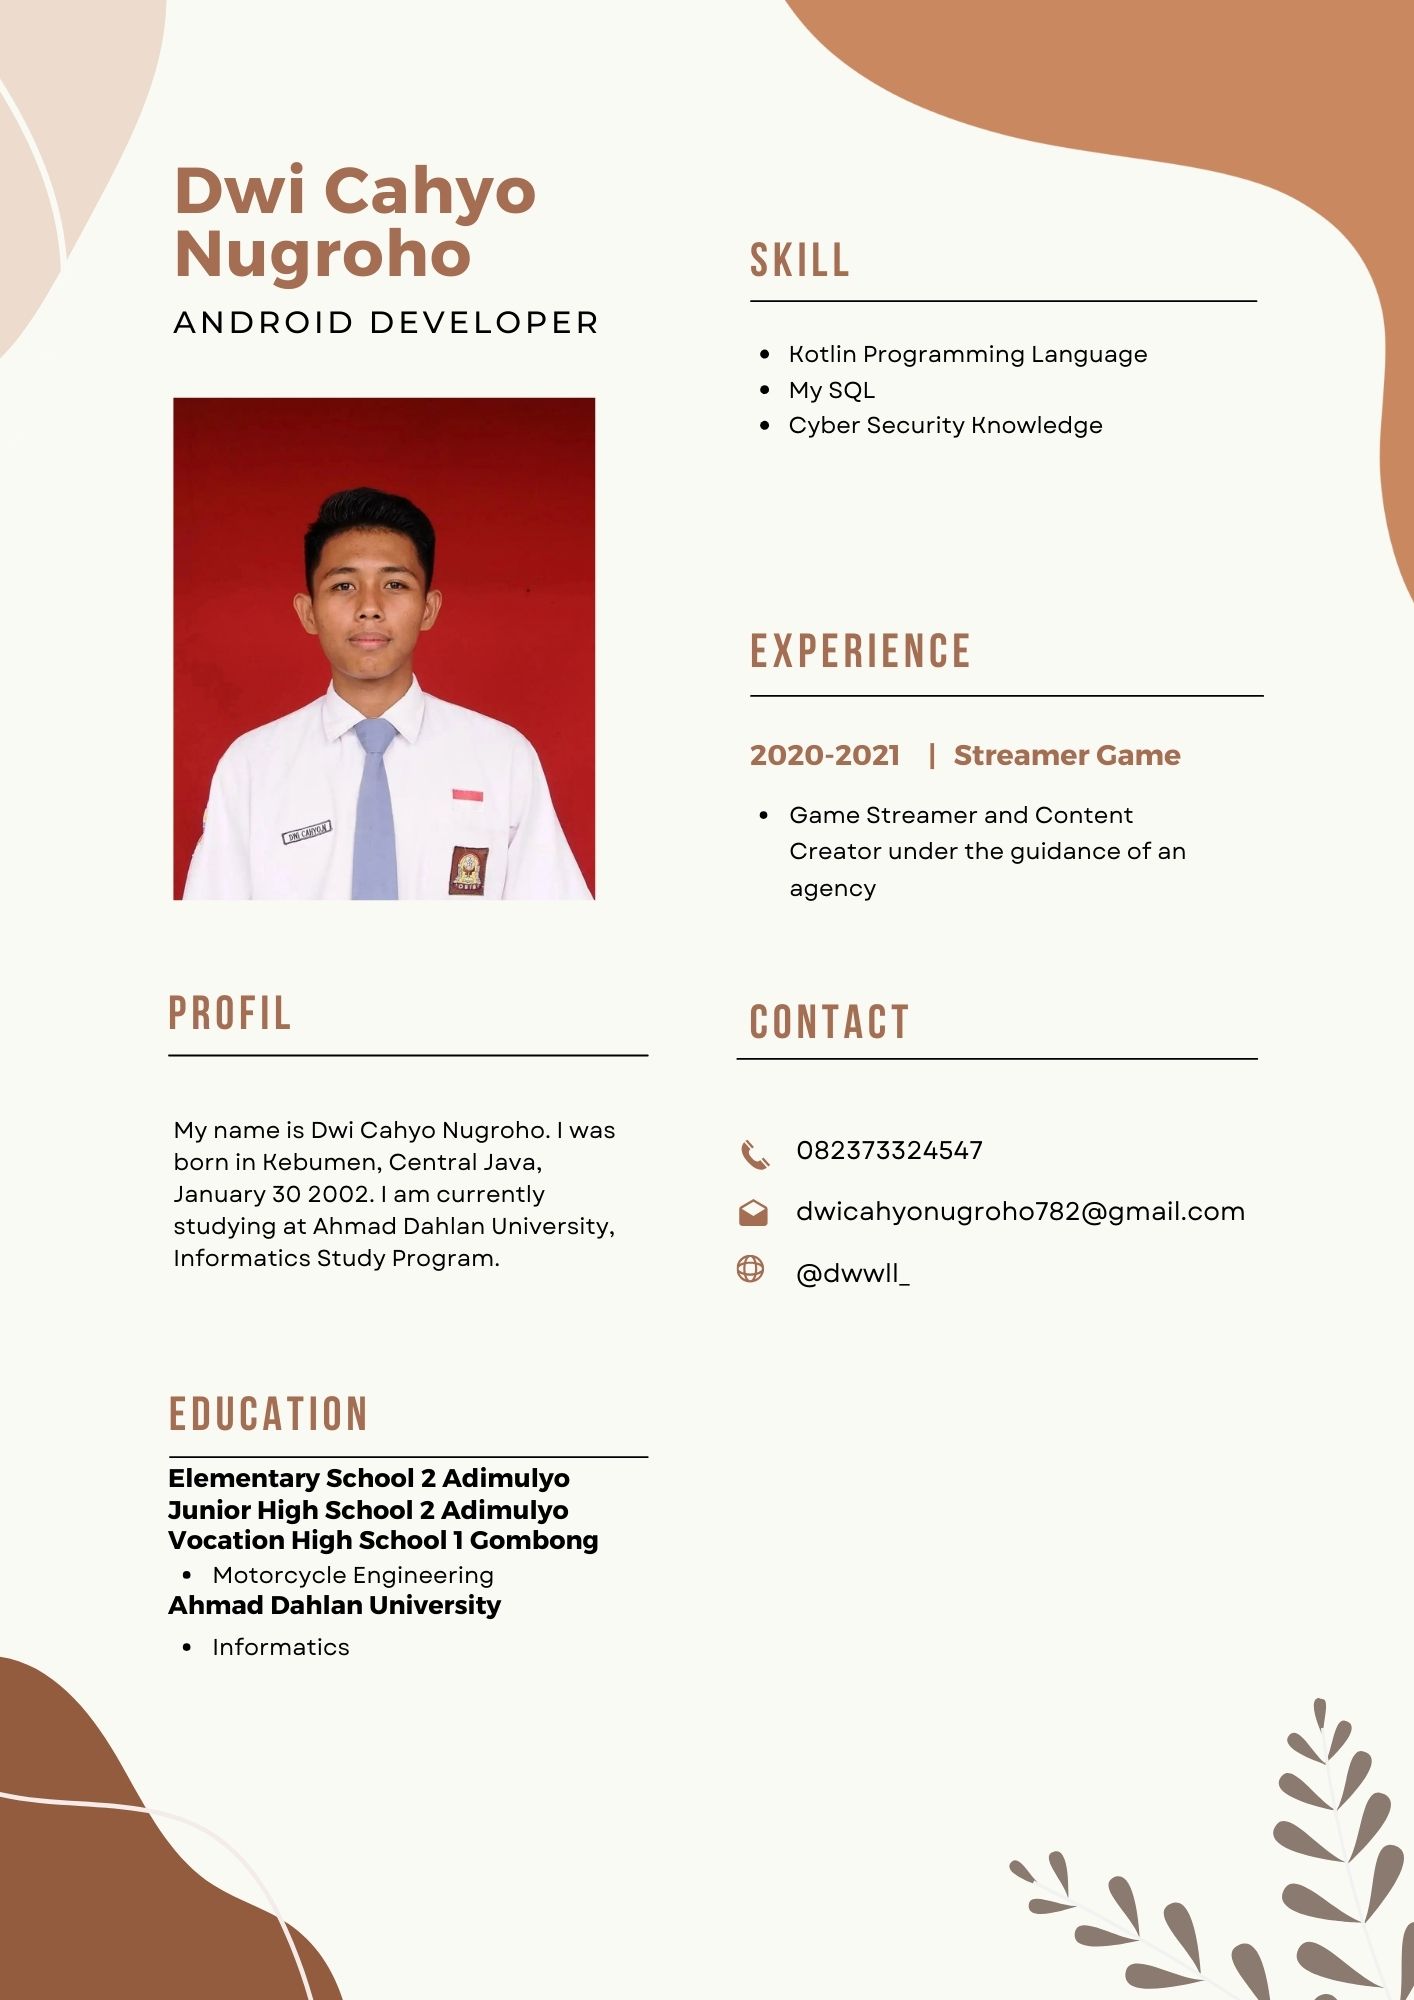 Dwi Cahyo
Nugroho
ANDROID DEVELOPER
DWI CAHYO.N
PROFIL
My name is Dwi Cahyo Nugroho. I was
born in Kebumen, Central Java,
January 30 2002. I am currently
studying at Ahmad Dahlan University,
Informatics Study Program.
EDUCATION
Elementary School 2 Adimulyo
Junior High School 2 Adimulyo
Vocation High School 1 Gombong
• Motorcycle Engineering
Ahmad Dahlan University
• Informatics
SKILL
• Kotlin Programming Language
• My SQL
• Cyber Security Knowledge
EXPERIENCE
2020-2021 | Streamer Game
• Game Streamer and Content
Creator under the guidance of an
agency
CONTACT
082373324547
dwicahyonugroho782@gmail.com
@dwwll_